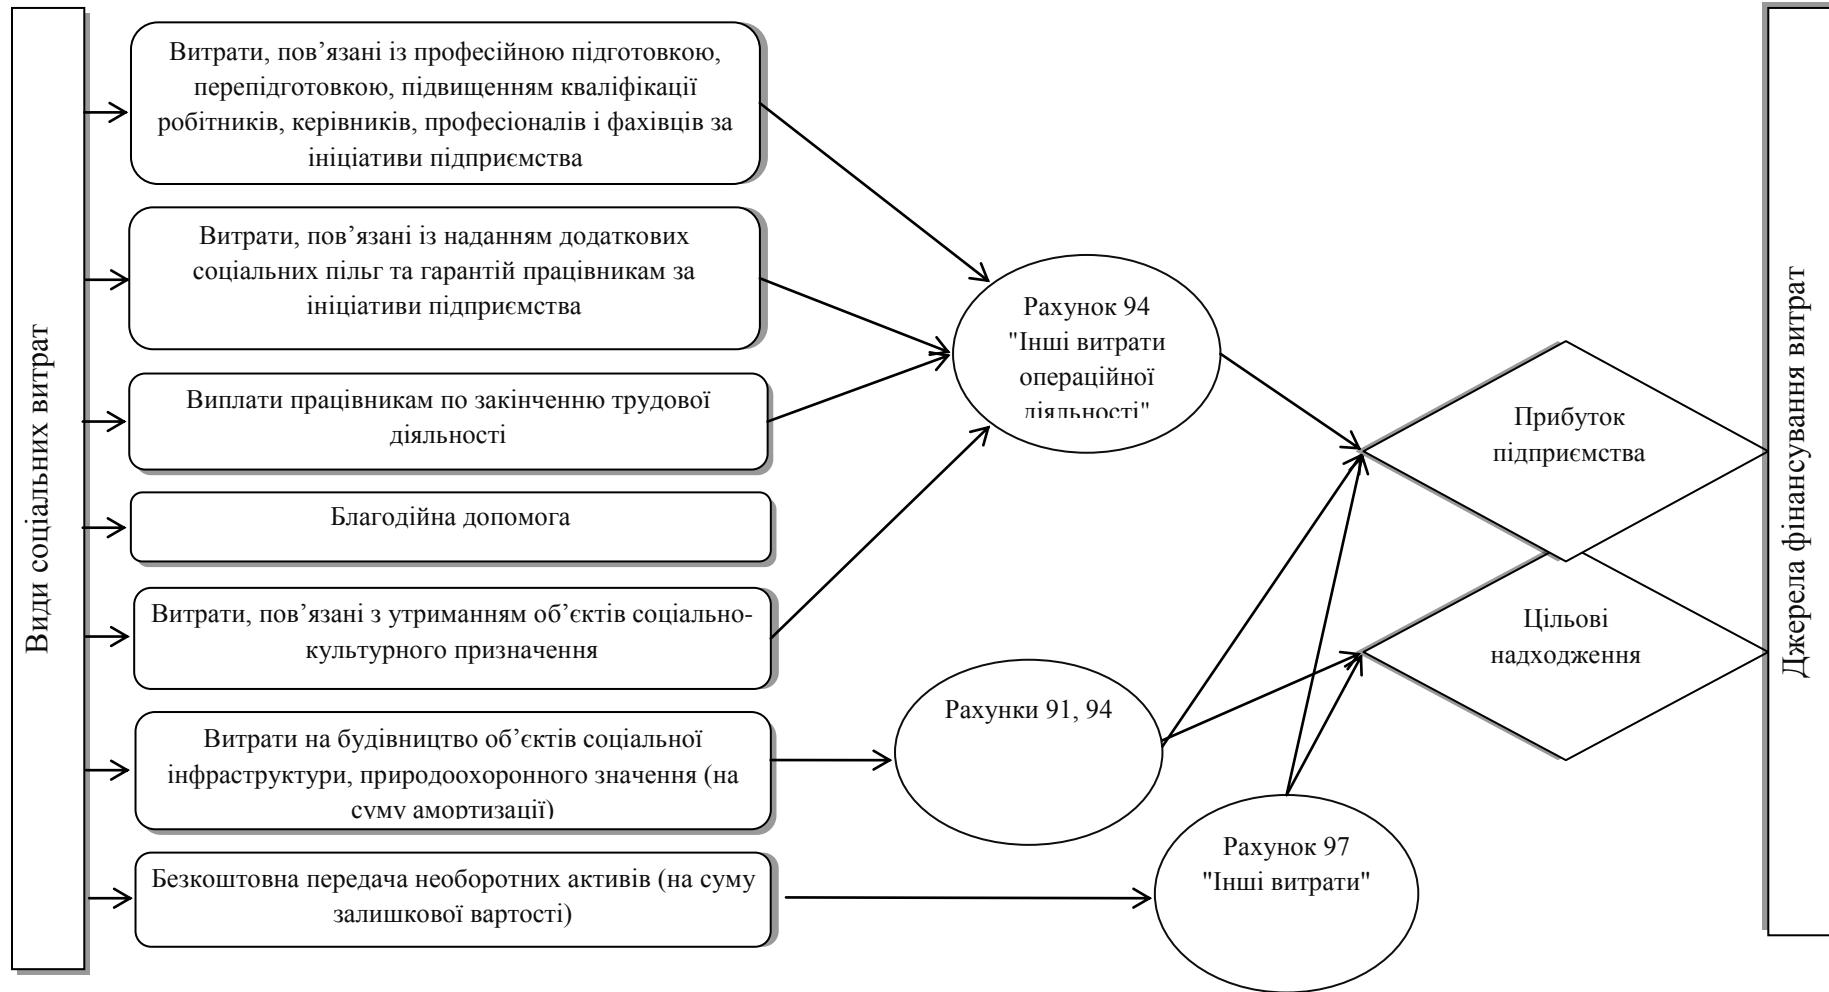 Види соціальних витрат
Витрати, пов’язані із професійною підготовкою,
перепідготовкою, підвищенням кваліфікації
робітників, керівників, професіоналів і фахівців за
ініціативи підприємства
Витрати, пов’язані із наданням додаткових
соціальних пільг та гарантій працівникам за
ініціативи підприємства
Виплати працівникам по закінченню трудової
діяльності
Благодійна допомога
Витрати, пов’язані з утриманням об’єктів соціально-
культурного призначення
Витрати на будівництво об’єктів соціальної
інфраструктури, природоохоронного значення (на
суму амортизації)
Безкоштовна передача необоротних активів (на суму
залишкової вартості)
Рахунок 94
"Інші витрати
операційної
діяльності"
Рахунки 91, 94
Рахунок 97
"Інші витрати"
Прибуток
підприємства
Цільові
надходження
Джерела фінансування витрат